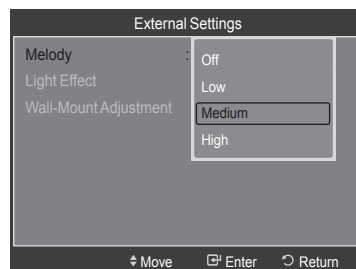 External Settings
Melody : Off
Light Effect Low
Wall-Mount Adjustment Medium
High
Move Enter Return